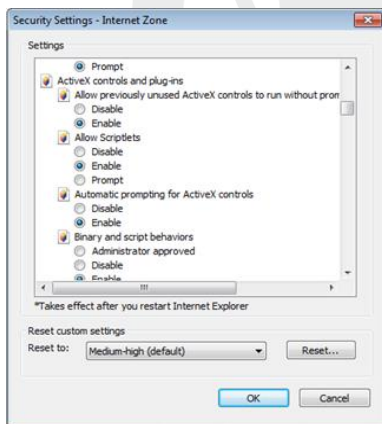 Security Settings - Internet Zone
Settings
Prompt
ActiveX controls and plug-ins
Allow previously unused ActiveX controls to run without pron
Disable
Enable
Allow Scriptlets
Disable
Enable
Prompt
Automatic prompting for ActiveX controls
Disable
Enable
Binary and script behaviors
Administrator approved
Disable
Enable
*Takes effect after you restart Internet Explorer
Reset custom settings
Reset to: Medium-high (default) Reset...
OK Cancel